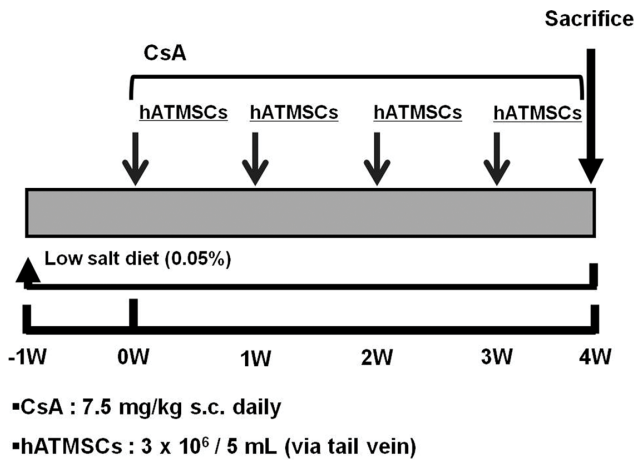 Sacrifice
CsA
hATMSCs hATMSCs hATMSCs hATMSCs
Low salt diet (0.05%)
-1W 0W 1W 2W 3W 4W
▪CsA : 7.5 mg/kg s.c. daily
▪hATMSCs : 3 x 10⁶ / 5 mL (via tail vein)